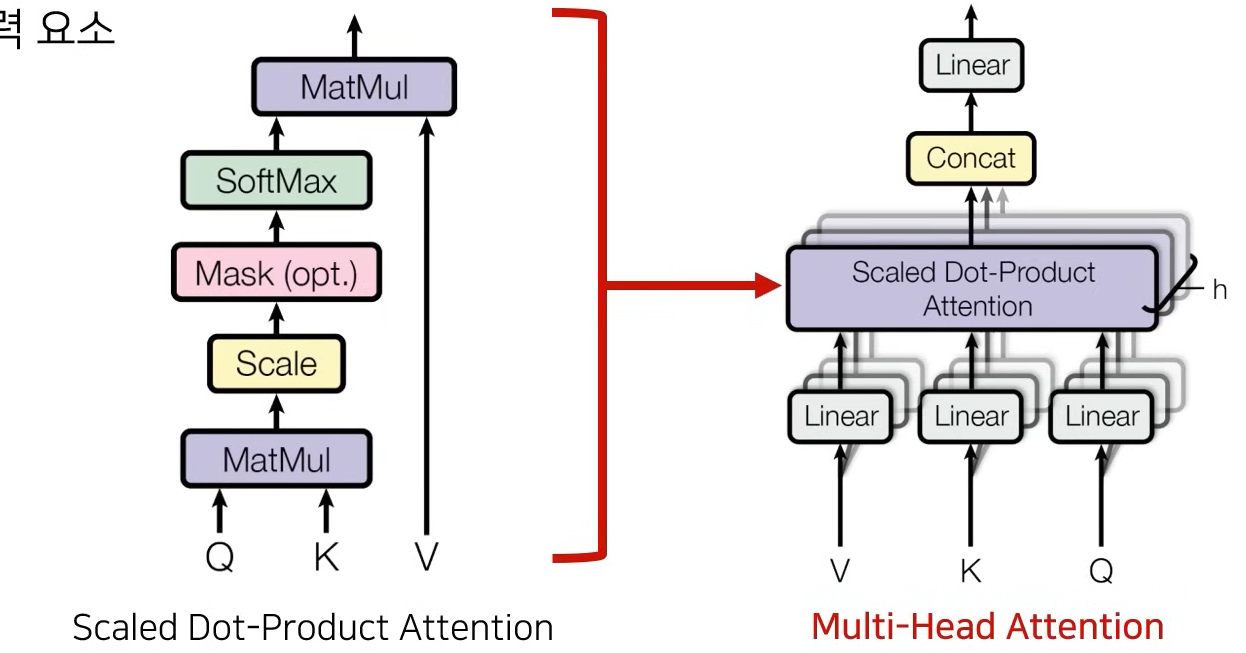 력 요소
MatMul
SoftMax
Mask (opt.)
Scale
MatMul
Q K V
Scaled Dot-Product Attention
Linear
Concat
Scaled Dot-Product
Attention
h
Linear Linear Linear
V K Q
Multi-Head Attention